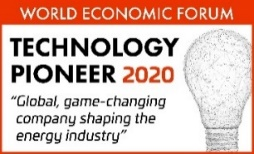 WORLD ECONOMIC FORUM
TECHNOLOGY
PIONEER 2020
“Global, game-changing
company shaping the
energy industry”